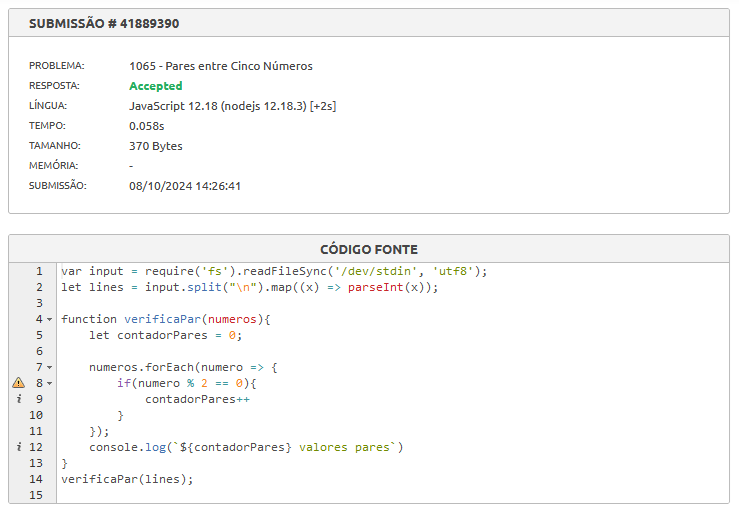 SUBMISSÃO # 41889390
PROBLEMA: 1065 - Pares entre Cinco Números
RESPOSTA: Accepted
LÍNGUA: JavaScript 12.18 (nodejs 12.18.3) [+2s]
TEMPO: 0.058s
TAMANHO: 370 Bytes
MEMÓRIA: -
SUBMISSÃO: 08/10/2024 14:26:41
CÓDIGO FONTE
1 var input = require('fs').readFileSync('/dev/stdin', 'utf8');
2 let lines = input.split("\n").map((x) => parseInt(x));
3
4 function verificaPar(numeros){
5     let contadorPares = 0;
6
7     numeros.forEach(numero => {
8         if(numero % 2 == 0){
9             contadorPares++
10         }
11     });
12     console.log(`${contadorPares} valores pares`)
13 }
14 verificaPar(lines);
15